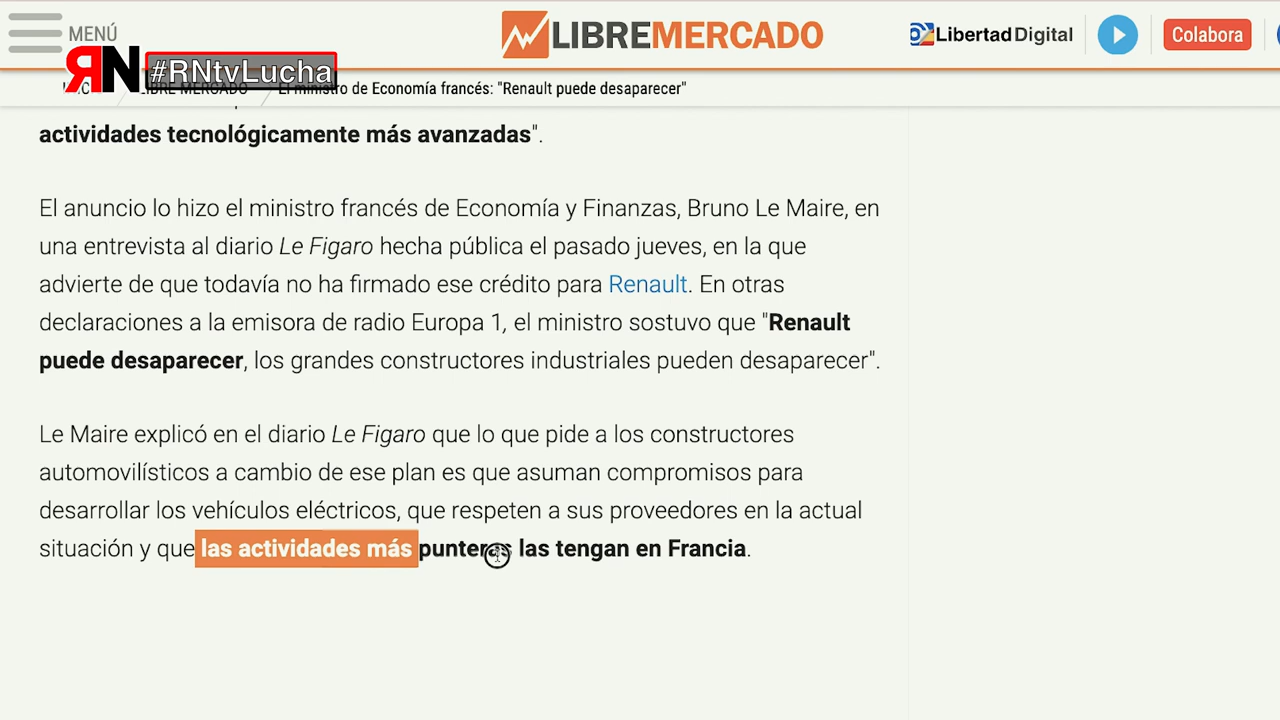 MENÚ
LIBREMERCADO
LibertadDigital
Colabora
RN
#RNtvLucha
LIBRE MERCADO
El ministro de Economía francés: "Renault puede desaparecer"
actividades tecnológicamente más avanzadas".
El anuncio lo hizo el ministro francés de Economía y Finanzas, Bruno Le Maire, en
una entrevista al diario Le Figaro hecha pública el pasado jueves, en la que
advierte de que todavía no ha firmado ese crédito para Renault. En otras
declaraciones a la emisora de radio Europa 1, el ministro sostuvo que "Renault
puede desaparecer, los grandes constructores industriales pueden desaparecer".
Le Maire explicó en el diario Le Figaro que lo que pide a los constructores
automovilísticos a cambio de ese plan es que asuman compromisos para
desarrollar los vehículos eléctricos, que respeten a sus proveedores en la actual
situación y que las actividades más punteras las tengan en Francia.